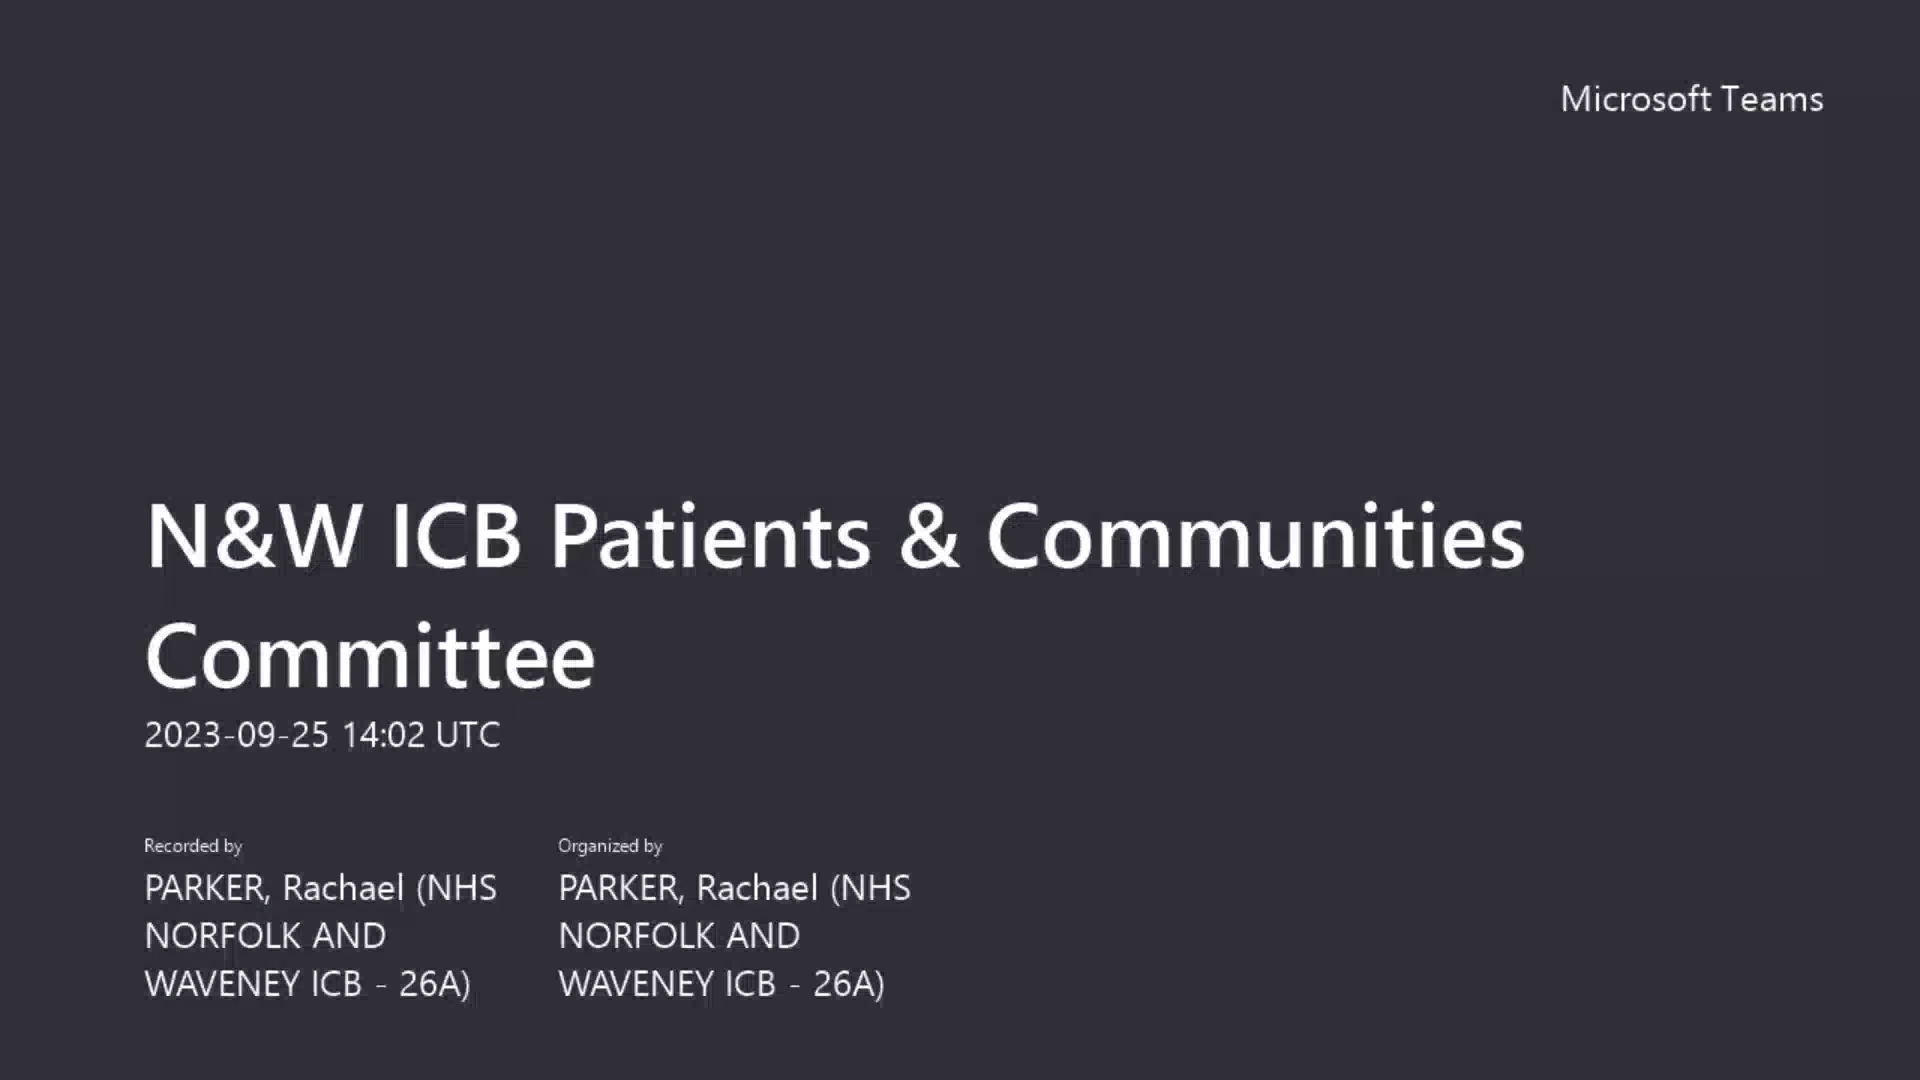 Microsoft Teams
N&W ICB Patients & Communities
Committee
2023-09-25 14:02 UTC
Recorded by
PARKER, Rachael (NHS
NORFOLK AND
WAVENEY ICB - 26A)
Organized by
PARKER, Rachael (NHS
NORFOLK AND
WAVENEY ICB - 26A)